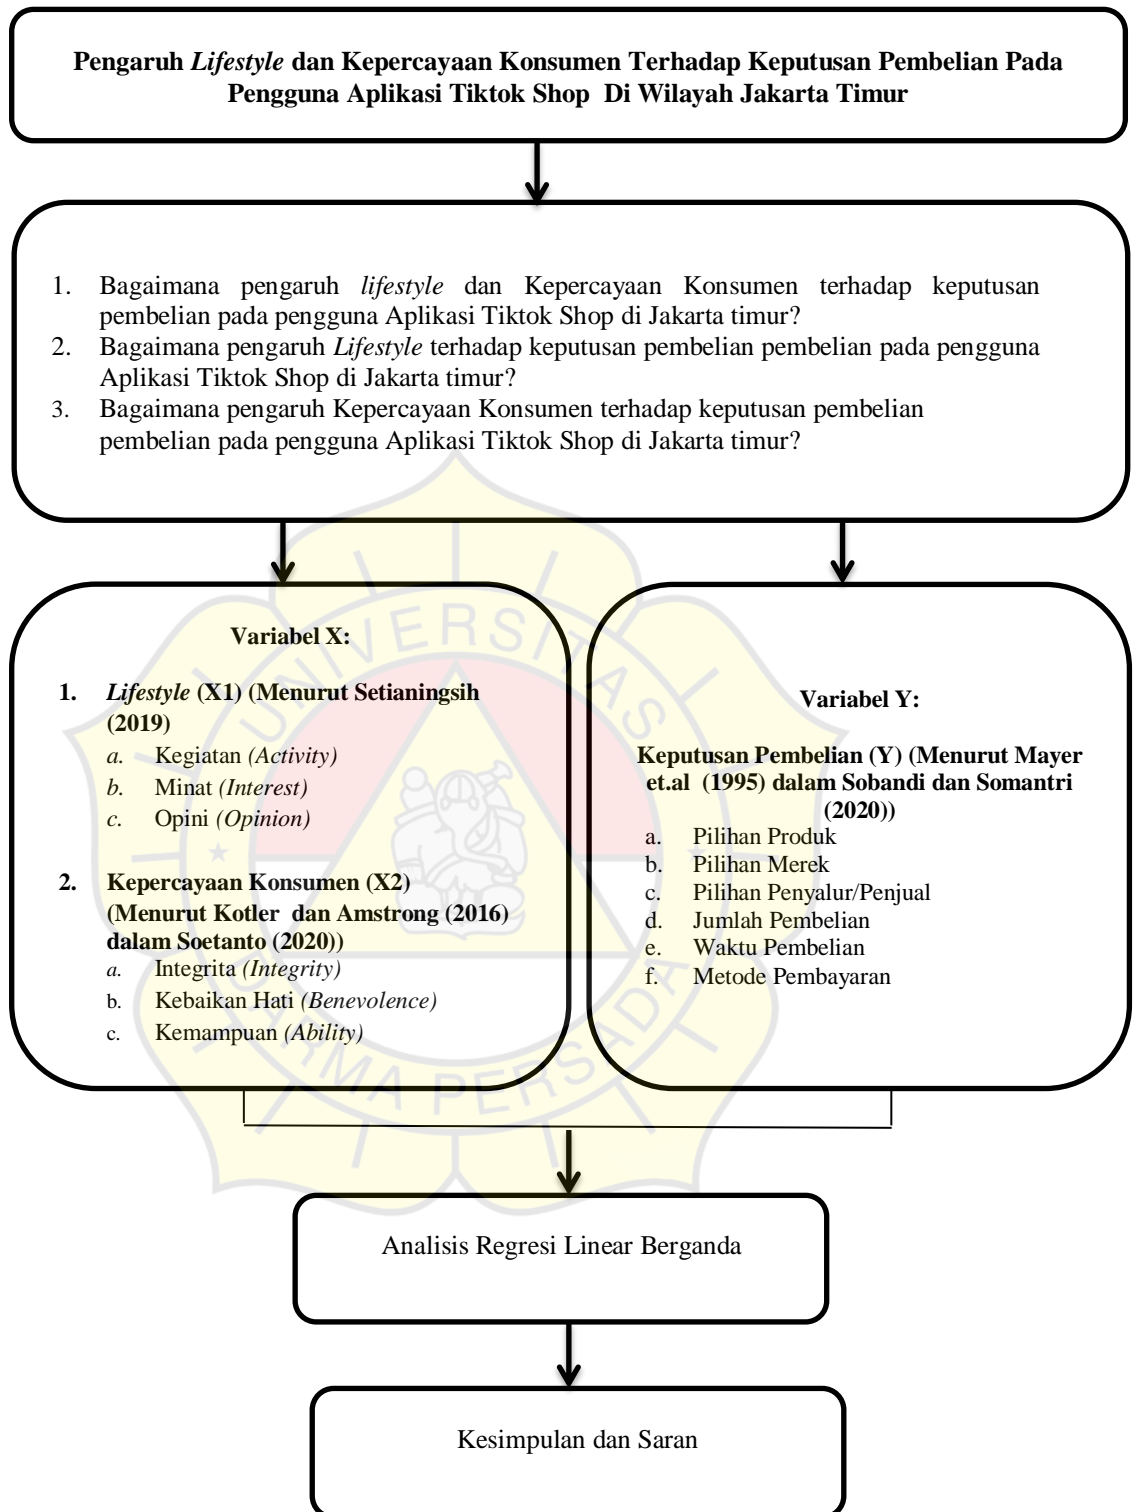 Pengaruh Lifestyle dan Kepercayaan Konsumen Terhadap Keputusan Pembelian Pada
Pengguna Aplikasi Tiktok Shop Di Wilayah Jakarta Timur
1. Bagaimana pengaruh lifestyle dan Kepercayaan Konsumen terhadap keputusan
pembelian pada pengguna Aplikasi Tiktok Shop di Jakarta timur?
2. Bagaimana pengaruh Lifestyle terhadap keputusan pembelian pembelian pada pengguna
Aplikasi Tiktok Shop di Jakarta timur?
3. Bagaimana pengaruh Kepercayaan Konsumen terhadap keputusan pembelian
pembelian pada pengguna Aplikasi Tiktok Shop di Jakarta timur?
Variabel X:
1. Lifestyle (X1) (Menurut Setianingsih
(2019)
a. Kegiatan (Activity)
b. Minat (Interest)
c. Opini (Opinion)
2. Kepercayaan Konsumen (X2)
(Menurut Kotler dan Amstrong (2016)
dalam Soetanto (2020))
a. Integrita (Integrity)
b. Kebaikan Hati (Benevolence)
c. Kemampuan (Ability)
Variabel Y:
Keputusan Pembelian (Y) (Menurut Mayer
et.al (1995) dalam Sobandi dan Somantri
(2020))
a. Pilihan Produk
b. Pilihan Merek
c. Pilihan Penyalur/Penjual
d. Jumlah Pembelian
e. Waktu Pembelian
f. Metode Pembayaran
Analisis Regresi Linear Berganda
Kesimpulan dan Saran
UNIVERSITAS
DARMA PERSADA